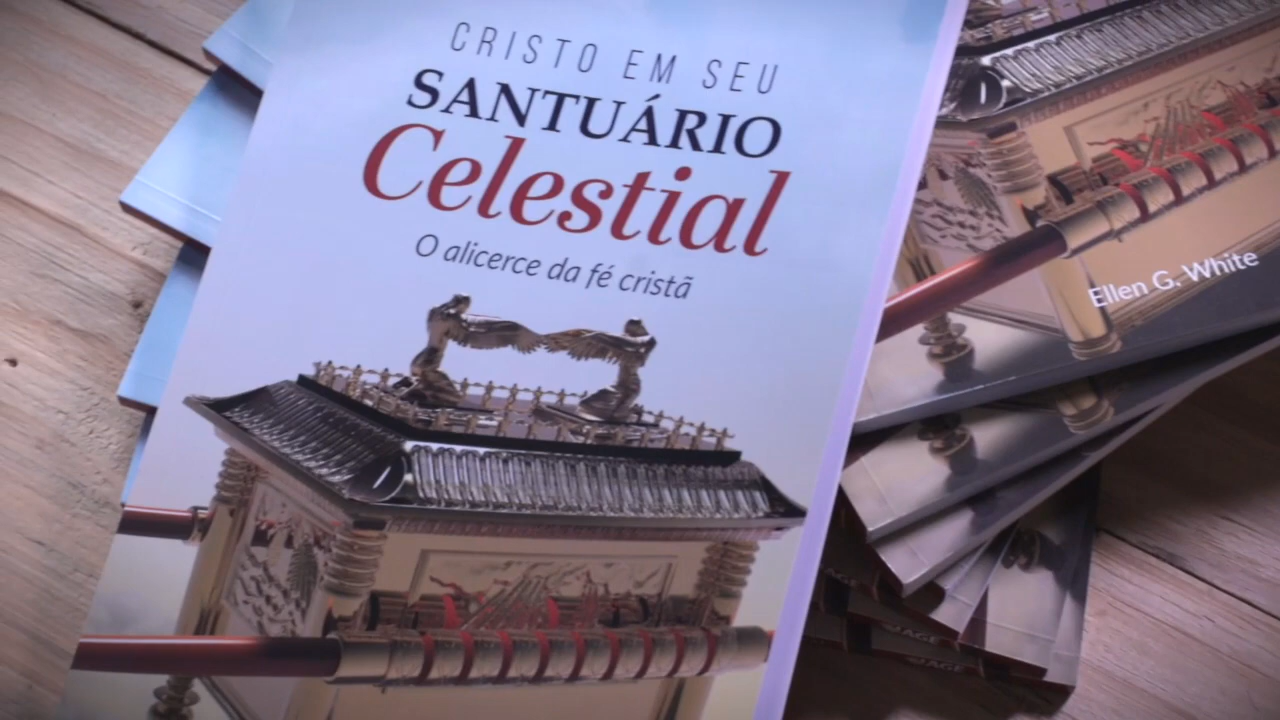 CRISTO EM SEU
SANTUÁRIO
Celestial
O alicerce da fé cristã
Ellen G. White